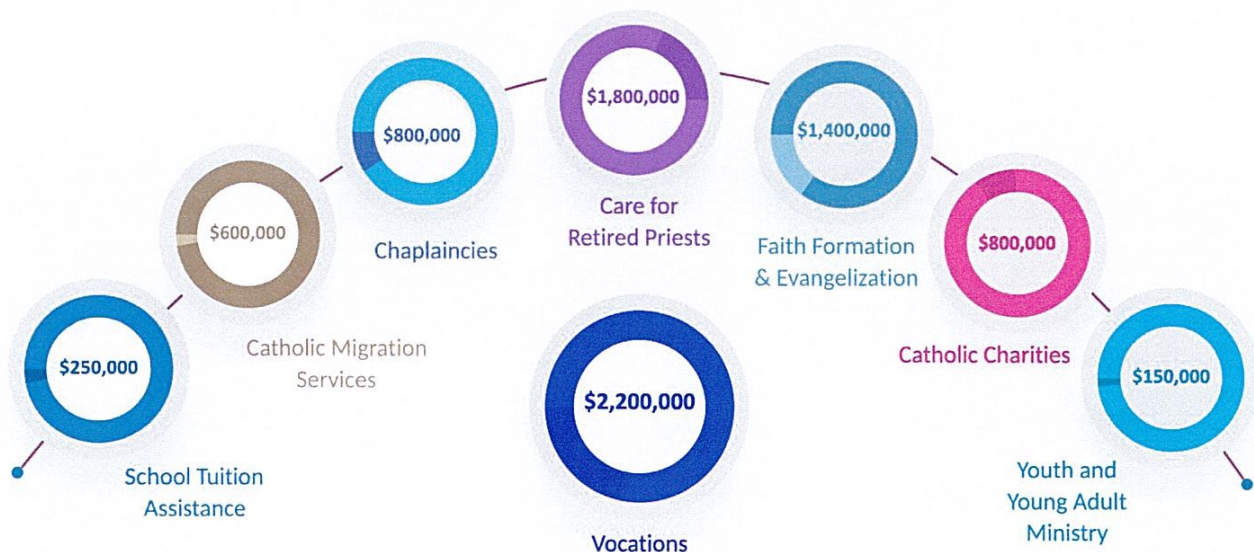 $250,000
School Tuition
Assistance
$600,000
Catholic Migration
Services
$800,000
Chaplaincies
$1,800,000
Care for
Retired Priests
$1,400,000
Faith Formation
& Evangelization
$800,000
Catholic Charities
$150,000
Youth and
Young Adult
Ministry
$2,200,000
Vocations